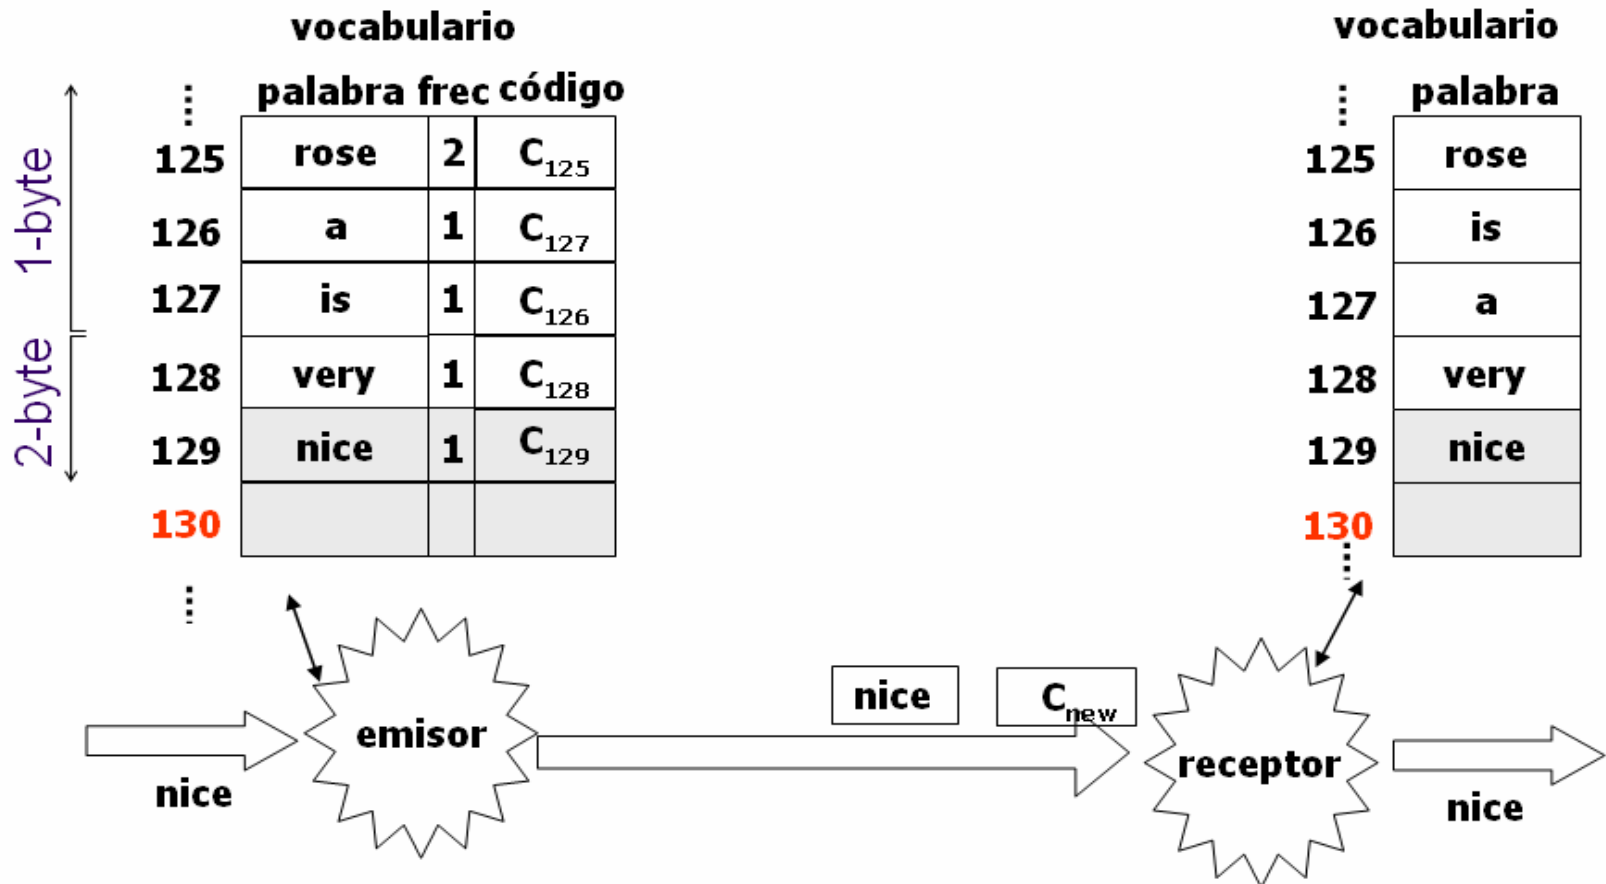 vocabulario
palabra frec código
125 rose 2 C125
126 a 1 C127
127 is 1 C126
128 very 1 C128
129 nice 1 C129
130
1-byte
2-byte
vocabulario
palabra
125 rose
126 is
127 a
128 very
129 nice
130
nice
emisor
nice
Cnew
receptor
nice